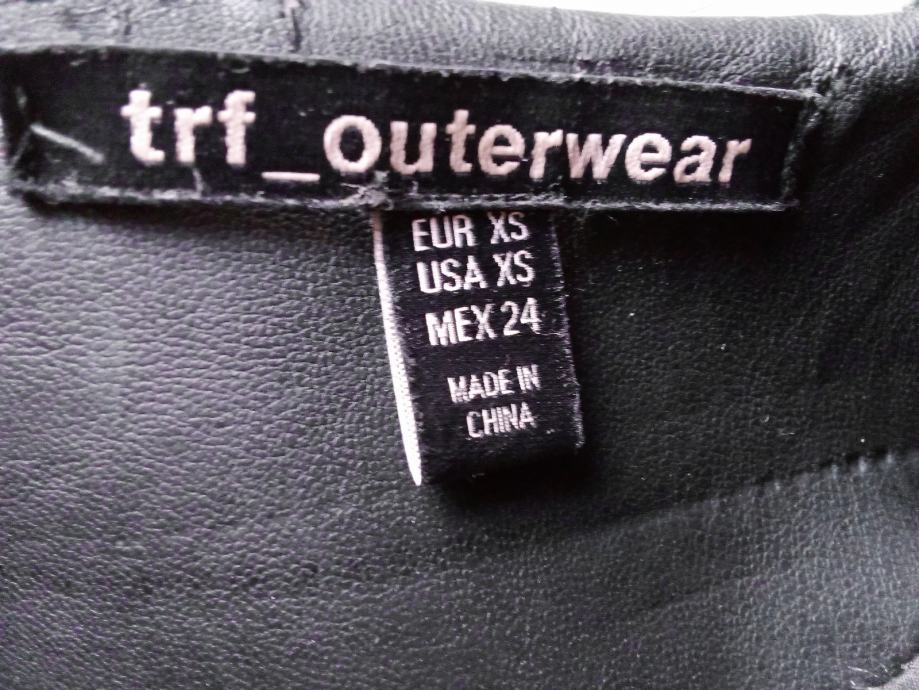 trf_outerwear
EUR XS
USA XS
MEX 24
MADE IN
CHINA